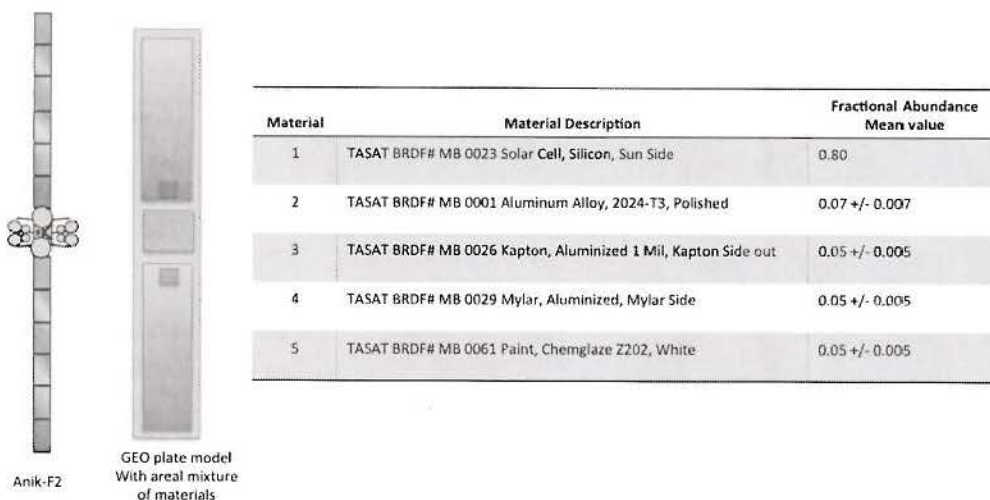 Material Material Description Fractional Abundance
Mean value
1 TASAT BRDF# MB 0023 Solar Cell, Silicon, Sun Side 0.80
2 TASAT BRDF# MB 0001 Aluminum Alloy, 2024-T3, Polished 0.07 +/- 0.007
3 TASAT BRDF# MB 0026 Kapton, Aluminized 1 Mil, Kapton Side out 0.05 +/- 0.005
4 TASAT BRDF# MB 0029 Mylar, Aluminized, Mylar Side 0.05 +/- 0.005
5 TASAT BRDF# MB 0061 Paint, Chemglaze Z202, White 0.05 +/- 0.005
Anik-F2
GEO plate model
With areal mixture
of materials